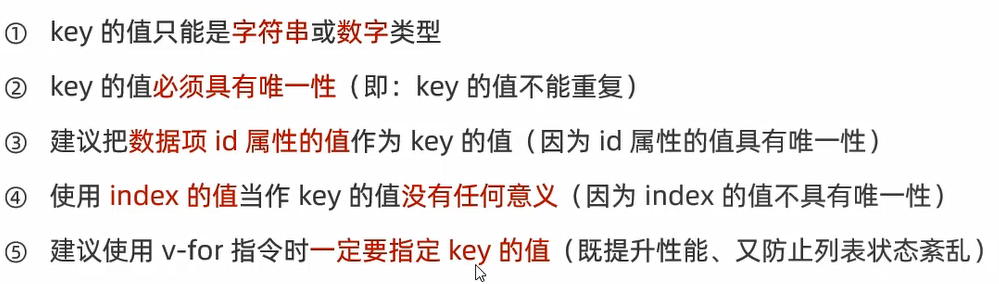 ① key 的值只能是字符串或数字类型
② key 的值必须具有唯一性（即：key 的值不能重复）
③ 建议把数据项 id 属性的值作为 key 的值（因为 id 属性的值具有唯一性）
④ 使用 index 的值当作 key 的值没有任何意义（因为 index 的值不具有唯一性）
⑤ 建议使用 v-for 指令时一定要指定 key 的值（既提升性能、又防止列表状态紊乱）